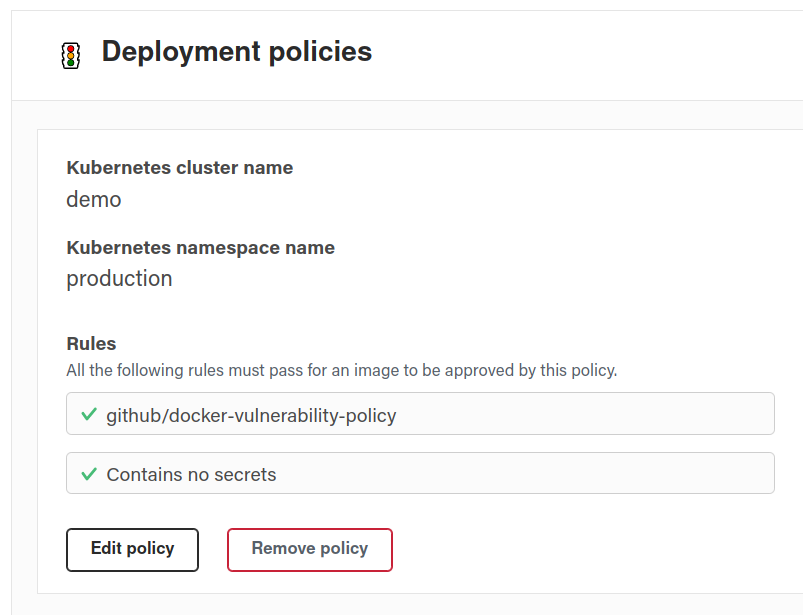 Deployment policies
Kubernetes cluster name
demo
Kubernetes namespace name
production
Rules
All the following rules must pass for an image to be approved by this policy.
github/docker-vulnerability-policy
Contains no secrets
Edit policy
Remove policy